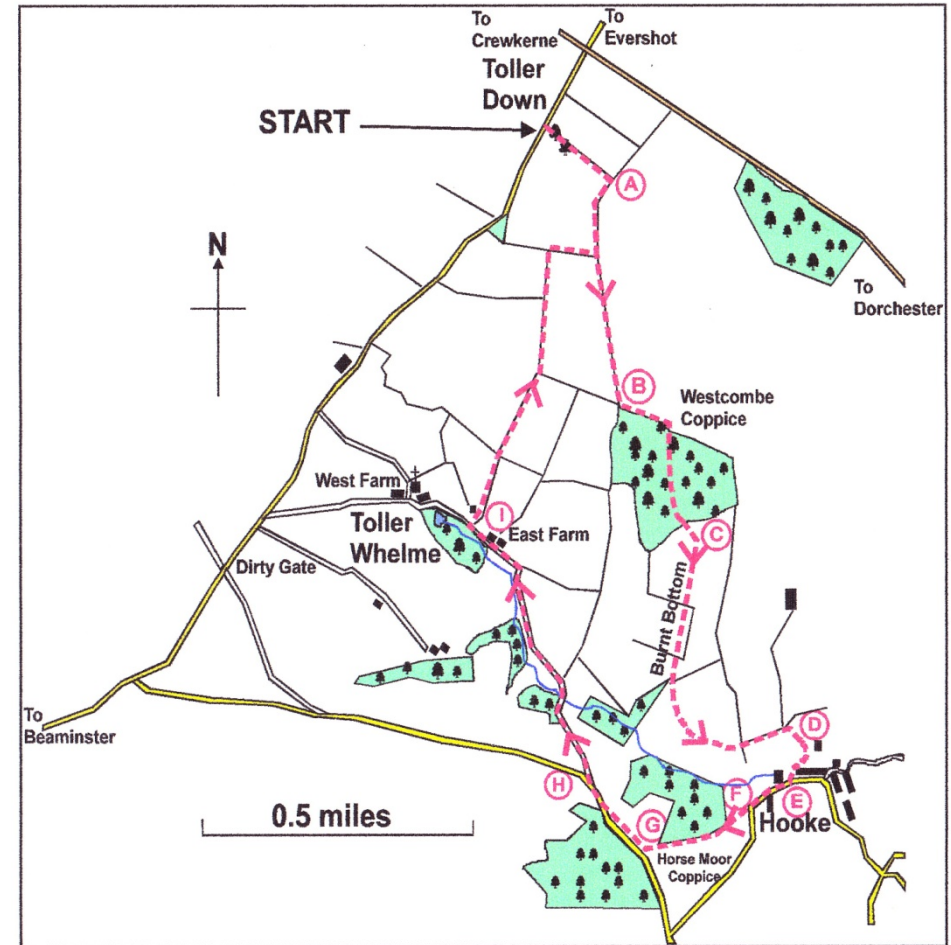 To
Crewkerne
To
Evershot
Toller
Down
START
A
N
To
Dorchester
B
Westcombe
Coppice
West Farm
I
East Farm
Toller
Whelme
C
Dirty Gate
Burnt Bottom
To
Beaminster
D
H
F
E
Hooke
0.5 miles
G
Horse Moor
Coppice